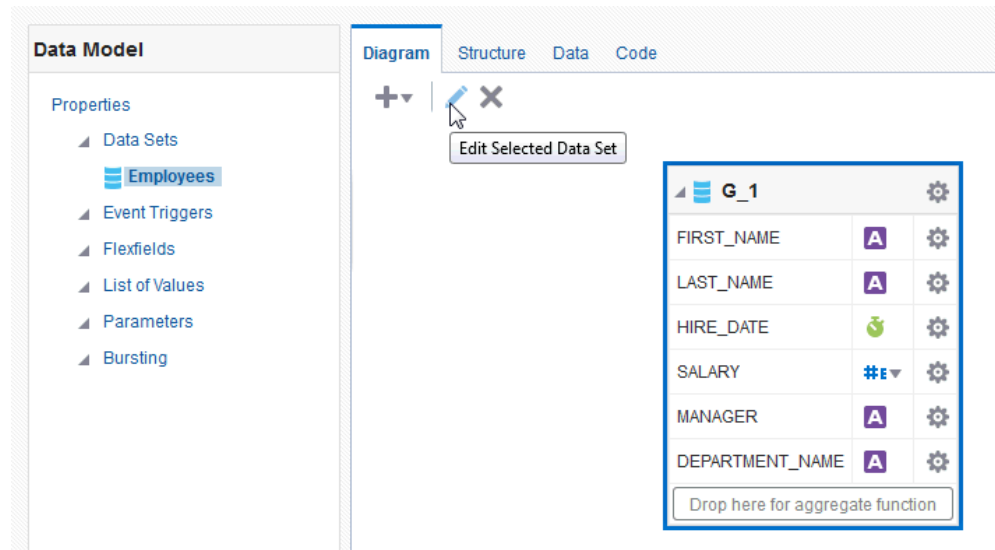 Data Model
Properties
Data Sets
Employees
Event Triggers
Flexfields
List of Values
Parameters
Bursting
Diagram Structure Data Code
Edit Selected Data Set
G_1
FIRST_NAME A
LAST_NAME A
HIRE_DATE
SALARY #E
MANAGER A
DEPARTMENT_NAME A
Drop here for aggregate function